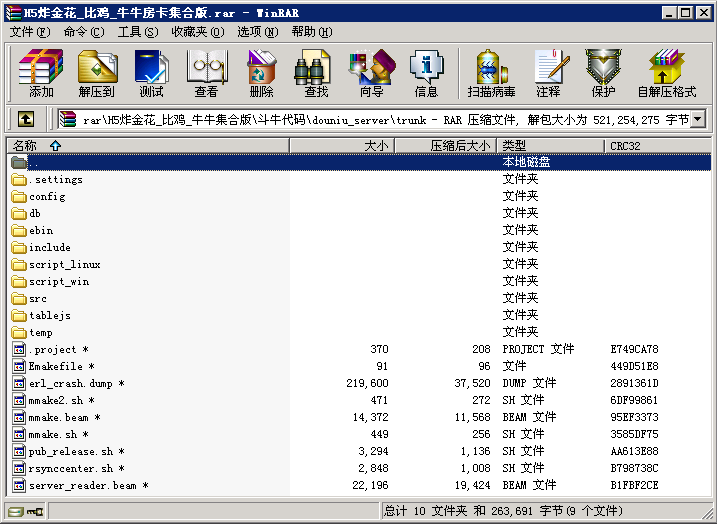 H5炸金花_比鸡_牛牛房卡集合版.rar - WinRAR
文件(F) 命令(C) 工具(S) 收藏夹(O) 选项(N) 帮助(H)
添加 解压到 测试 查看 删除 查找 向导 信息 扫描病毒 注释 保护 自解压格式
rar\H5炸金花_比鸡_牛牛集合版\斗牛代码\douniu_server\trunk - RAR 压缩文件, 解包大小为 521,254,275 字节
名称 大小 压缩后大小 类型 CRC32
.. 本地磁盘
.settings 文件夹
config 文件夹
db 文件夹
ebin 文件夹
include 文件夹
script_linux 文件夹
script_win 文件夹
src 文件夹
tablejs 文件夹
temp 文件夹
.project * 370 208 PROJECT 文件 E749CA78
Emakefile * 91 96 文件 449D51E8
erl_crash.dump * 219,600 37,520 DUMP 文件 2891361D
mmake2.sh * 471 272 SH 文件 6DF99861
mmake.beam * 14,372 11,568 BEAM 文件 95EF3373
mmake.sh * 449 256 SH 文件 3585DF75
pub_release.sh * 3,294 1,136 SH 文件 AA613E88
rsynccenter.sh * 2,848 1,008 SH 文件 B798738C
server_reader.beam * 22,196 19,424 BEAM 文件 B1FBF2CE
总计 10 文件夹 和 263,691 字节(9 个文件)